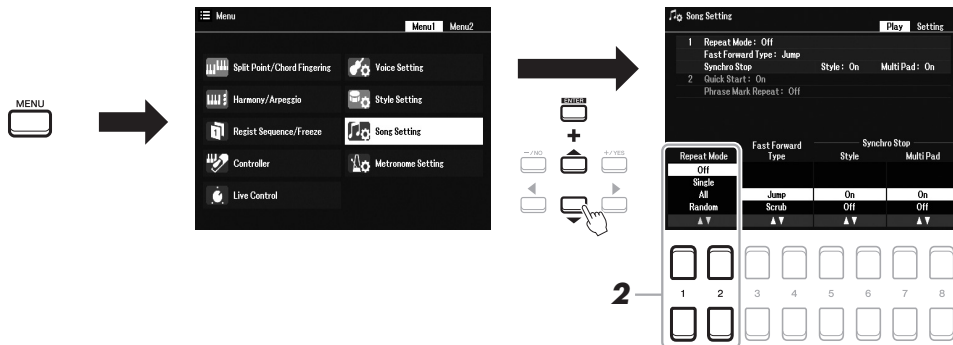 MENU
Menu
Menu1 Menu2
Split Point/Chord Fingering Voice Setting
Harmony/Arpeggio Style Setting
Regist Sequence/Freeze Song Setting
Controller Metronome Setting
Live Control
ENTER
+
−/NO +/YES
Song Setting
Play Setting
1 Repeat Mode: Off
Fast Forward Type: Jump
Synchro Stop Style: On Multi Pad: On
2 Quick Start: On
Phrase Mark Repeat: Off
Repeat Mode
Off
Single
All
Random
▲▼
Fast Forward
Type
Jump
Scrub
▲▼
Synchro Stop
Style Multi Pad
On On
Off Off
▲▼ ▲▼
2
1 2 3 4 5 6 7 8